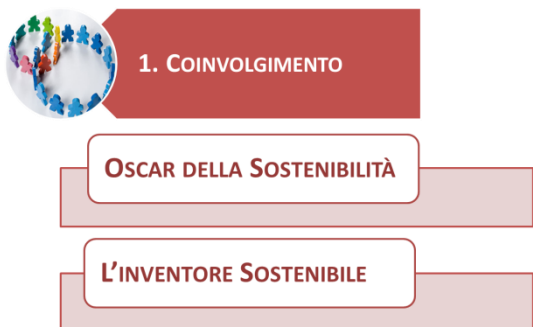 1. COINVOLGIMENTO
OSCAR DELLA SOSTENIBILITÀ
L'INVENTORE SOSTENIBILE